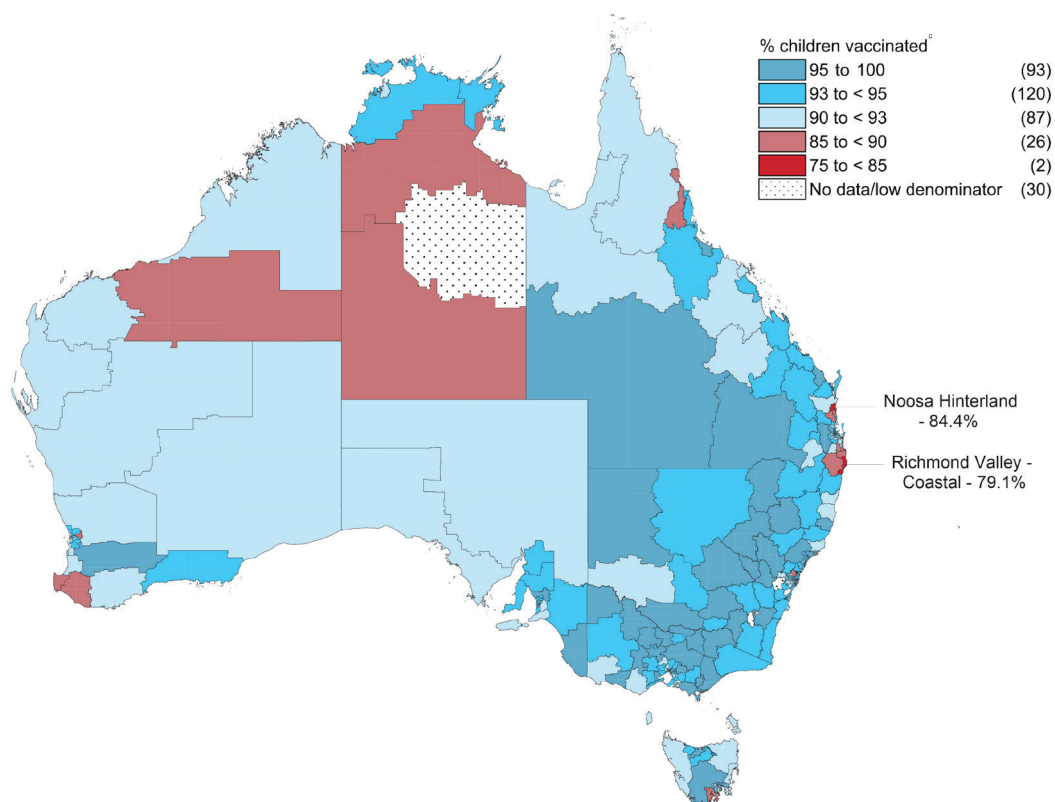 % children vaccinated c
95 to 100 (93)
93 to < 95 (120)
90 to < 93 (87)
85 to < 90 (26)
75 to < 85 (2)
No data/low denominator (30)
Noosa Hinterland
- 84.4%
Richmond Valley -
Coastal - 79.1%